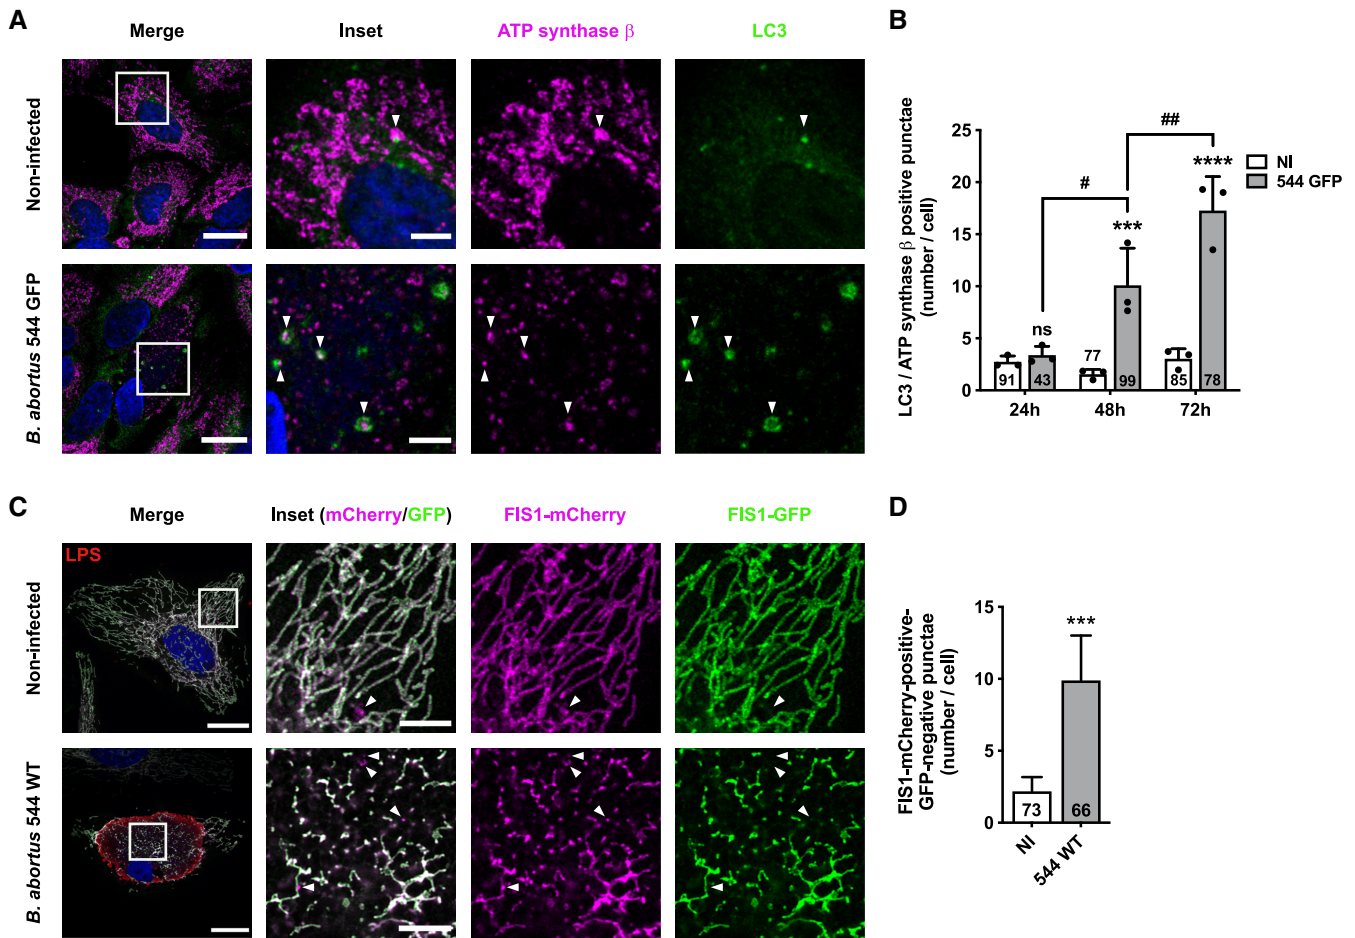 A
Merge
Inset
ATP synthase β
LC3
Non-infected
B. abortus 544 GFP
B
LC3 / ATP synthase β positive punctae
(number / cell)
25
20
15
10
5
0
#
##
ns
***
****
NI
544 GFP
91
43
77
99
85
78
24h
48h
72h
C
Merge
Inset (mCherry/GFP)
FIS1-mCherry
FIS1-GFP
LPS
Non-infected
B. abortus 544 WT
D
FIS1-mCherry-positive-
GFP-negative punctae
(number / cell)
15
10
5
0
***
73
66
NI
544 WT